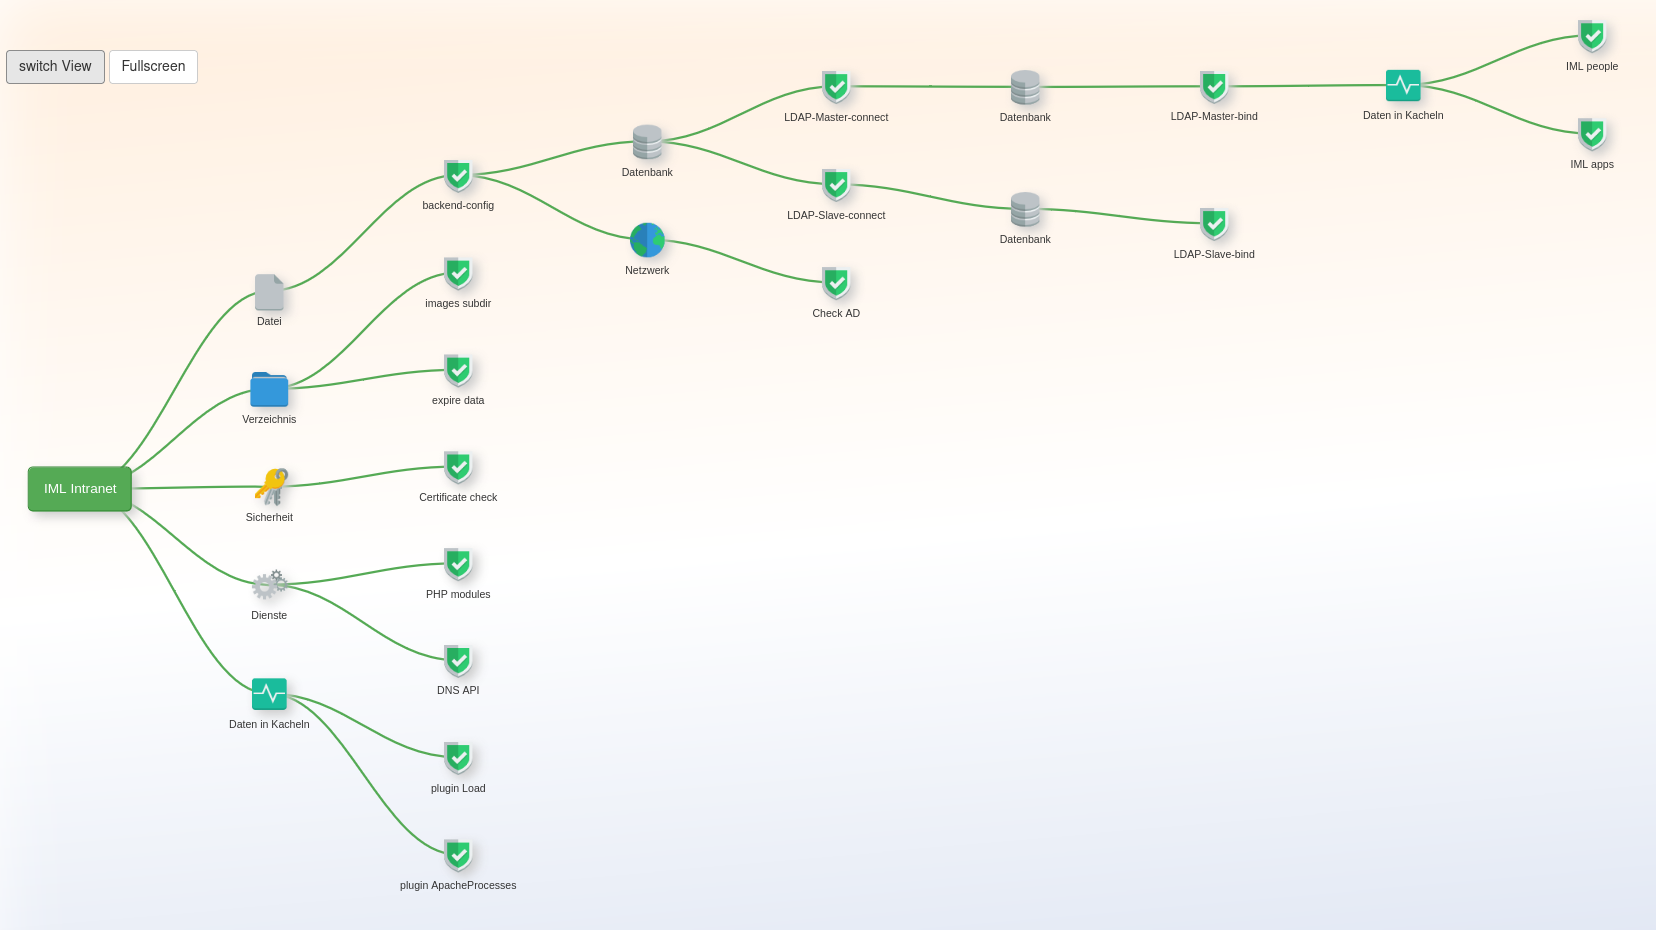 switch View
Fullscreen
IML people
LDAP-Master-connect
Datenbank
LDAP-Master-bind
Daten in Kacheln
IML apps
Datenbank
backend-config
LDAP-Slave-connect
Datenbank
LDAP-Slave-bind
Netzwerk
Check AD
images subdir
Datei
expire data
Verzeichnis
IML Intranet
Certificate check
Sicherheit
PHP modules
Dienste
DNS API
Daten in Kacheln
plugin Load
plugin ApacheProcesses